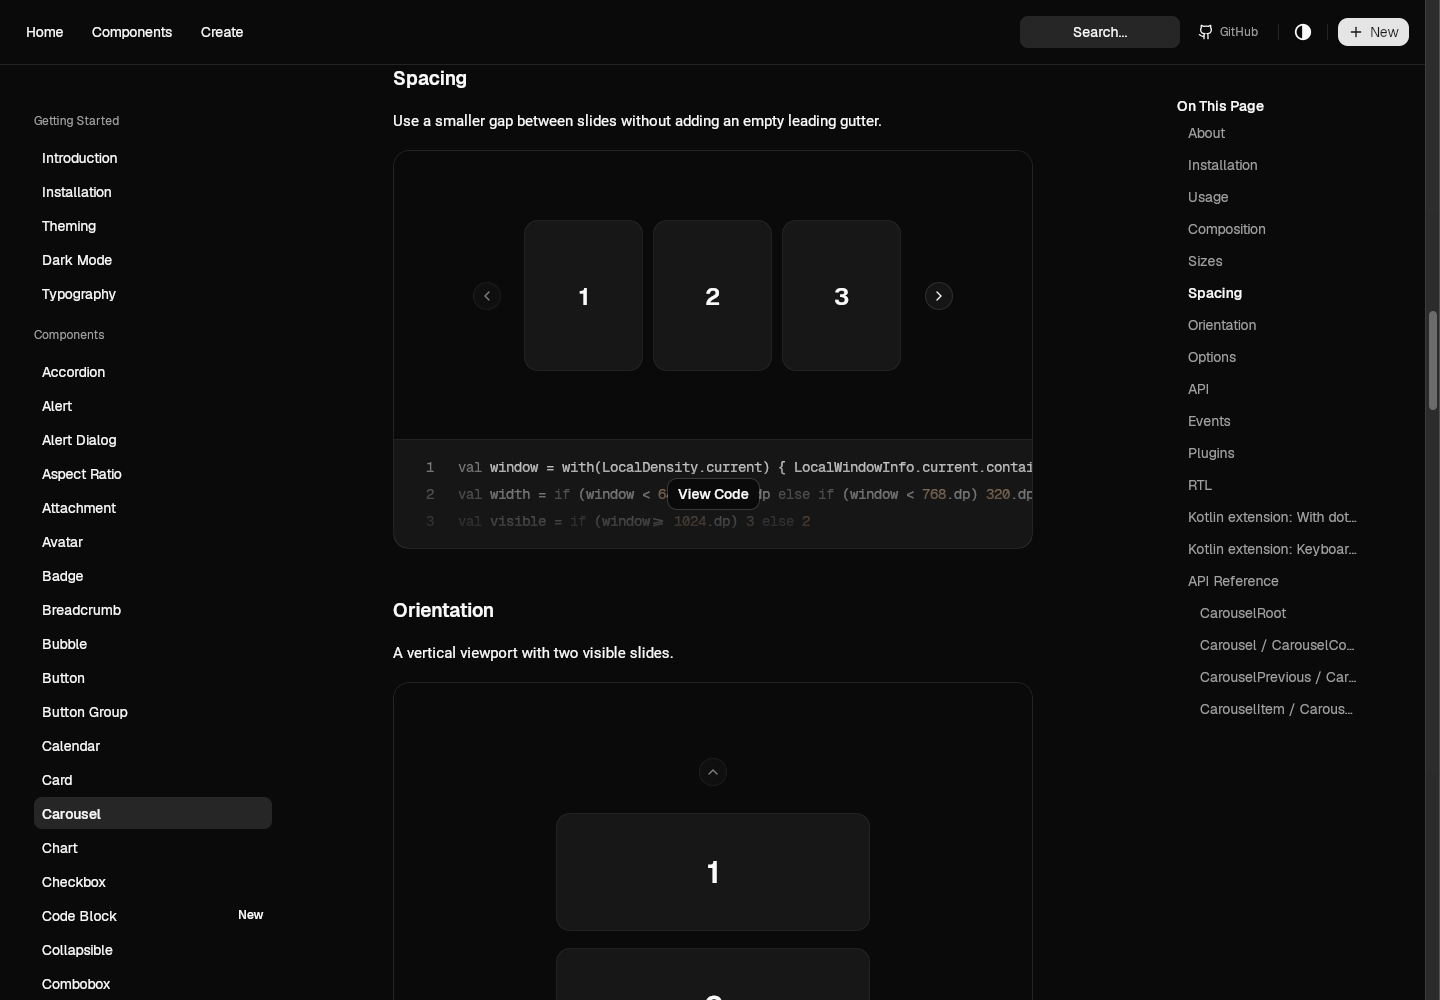 Home
Components
Create
Search...
GitHub
New
Getting Started
Introduction
Installation
Theming
Dark Mode
Typography
Components
Accordion
Alert
Alert Dialog
Aspect Ratio
Attachment
Avatar
Badge
Breadcrumb
Bubble
Button
Button Group
Calendar
Card
Carousel
Chart
Checkbox
Code Block New
Collapsible
Combobox
Spacing
Use a smaller gap between slides without adding an empty leading gutter.
1
2
3
1 val window = with(LocalDensity.current) { LocalWindowInfo.current.contai
2 val width = if (window < 6 dp else if (window < 768.dp) 320.dp
View Code
3 val visible = if (window >= 1024.dp) 3 else 2
Orientation
A vertical viewport with two visible slides.
1
On This Page
About
Installation
Usage
Composition
Sizes
Spacing
Orientation
Options
API
Events
Plugins
RTL
Kotlin extension: With dot...
Kotlin extension: Keyboar...
API Reference
CarouselRoot
Carousel / CarouselCo...
CarouselPrevious / Car...
CarouselItem / Carous...